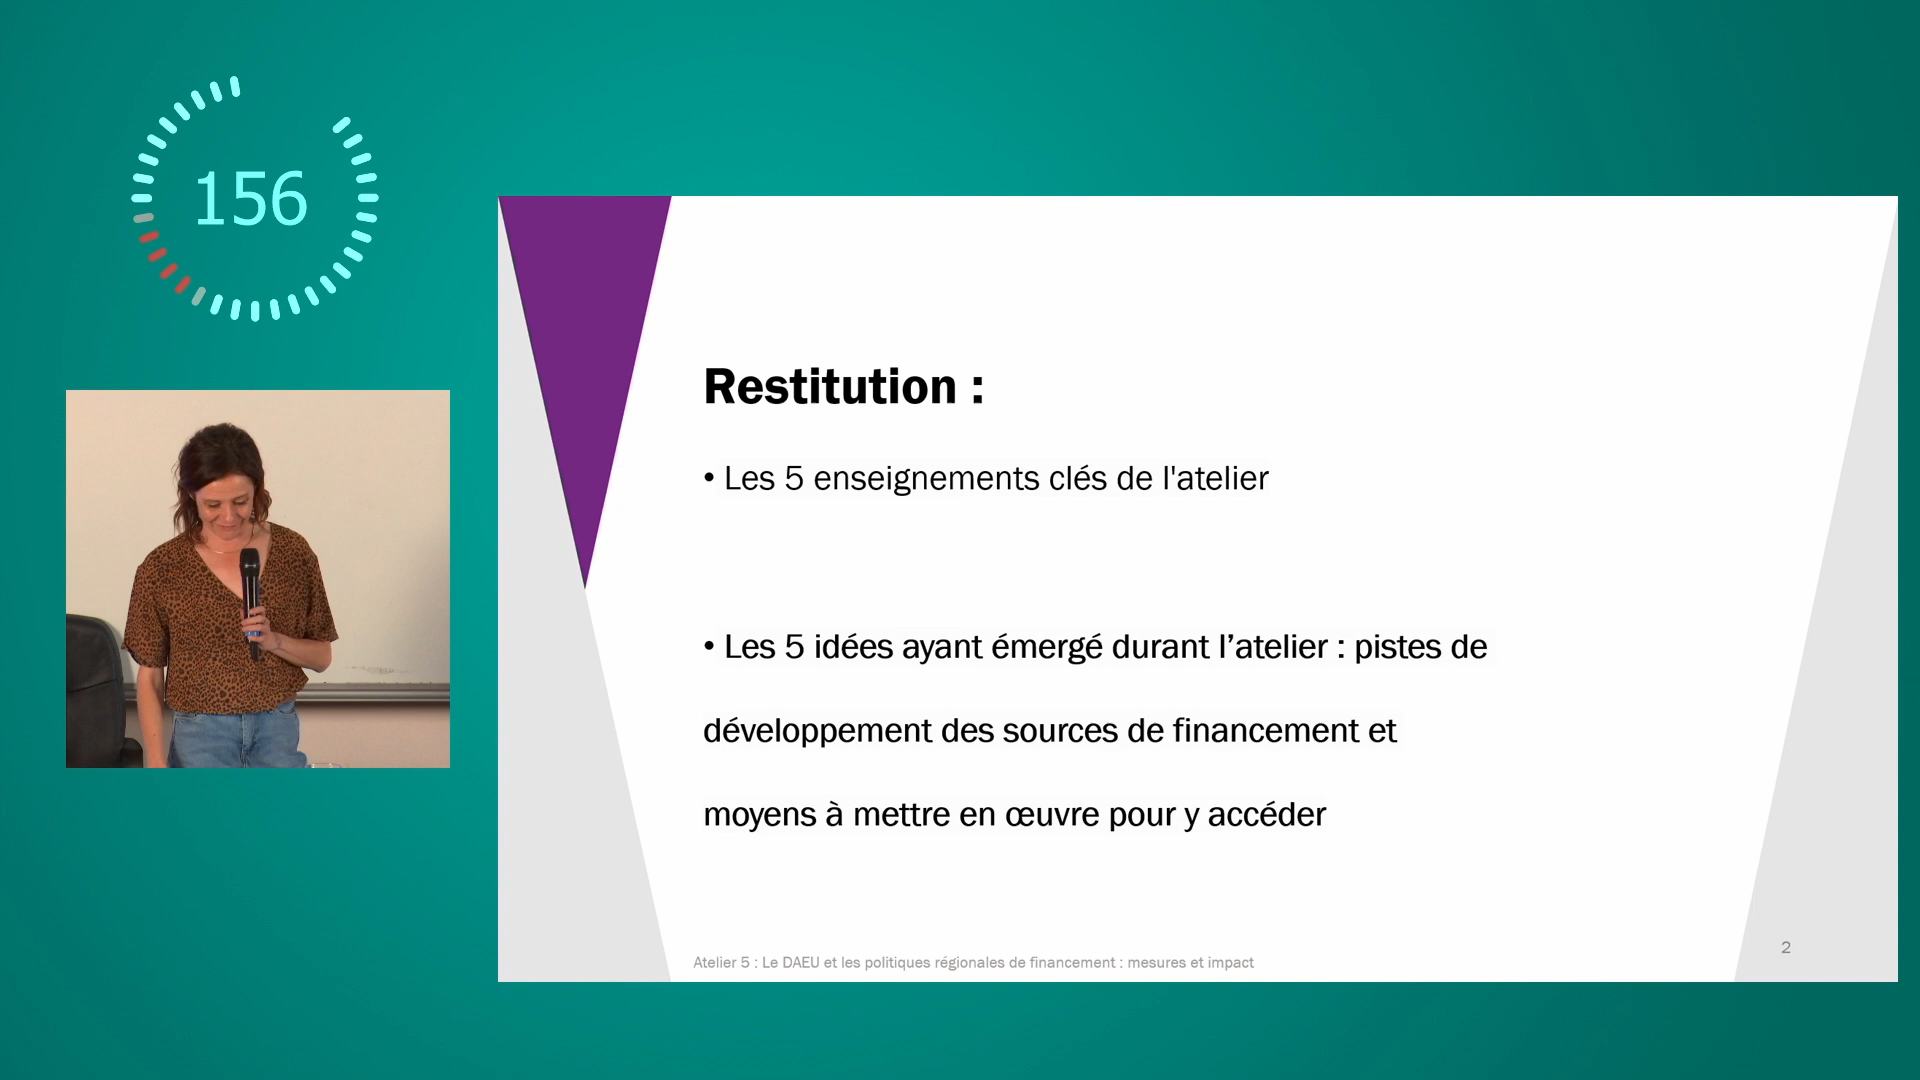 156
Restitution :
• Les 5 enseignements clés de l'atelier
• Les 5 idées ayant émergé durant l’atelier : pistes de
développement des sources de financement et
moyens à mettre en œuvre pour y accéder
Atelier 5 : Le DAEU et les politiques régionales de financement : mesures et impact
2